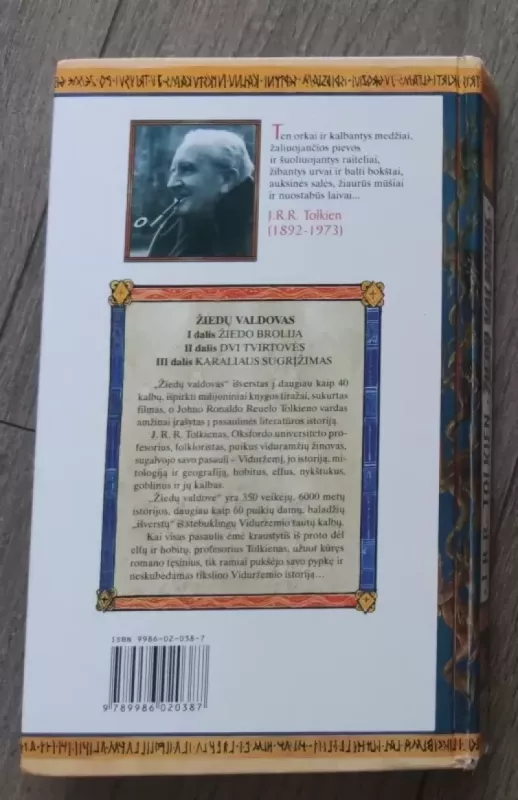 Ten orkai ir kalbantys medžiai,
žaliuojančios pievos
ir šuoliuojantys raiteliai,
žibantys urvai ir balti bokštai,
auksinės salės, žiaurūs mūšiai
ir nuostabūs laivai...
J.R.R. Tolkien
(1892-1973)
ŽIEDŲ VALDOVAS
I dalis ŽIEDO BROLIJA
II dalis DVI TVIRTOVĖS
III dalis KARALIAUS SUGRĮŽIMAS
„Žiedų valdovas“ išverstas į daugiau kaip 40
kalbų, išpirkti milijoniniai knygos tiražai, sukurtas
filmas, o Johno Ronaldo Reuelo Tolkieno vardas
amžinai įrašytas į pasaulinės literatūros istoriją.
J. R. R. Tolkienas, Oksfordo universiteto pro-
fesorius, folkloristas, puikus viduramžių žinovas,
sugalvojo savo pasaulį – Viduržemį, jo istoriją, mi-
tologiją ir geografiją, hobitus, elfus, nykštukus,
goblinus ir jų kalbas.
„Žiedų valdove“ yra 350 veikėjų, 6000 metų
istorijos, daugiau kaip 60 puikių dainų, baladžių
„išverstų“ iš stebuklingų Viduržemio tautų kalbų.
Kai visas pasaulis ėmė kraustytis iš proto dėl
elfų ir hobitų, profesorius Tolkienas, užuot kūręs
romano tęsinius, tik ramiai pukšėjo savo pypkę ir
neskubėdamas tikslino Viduržemio istoriją...
ISBN 9986-02-038-7
9 789986 020387
J.R.R. TOLKIEN